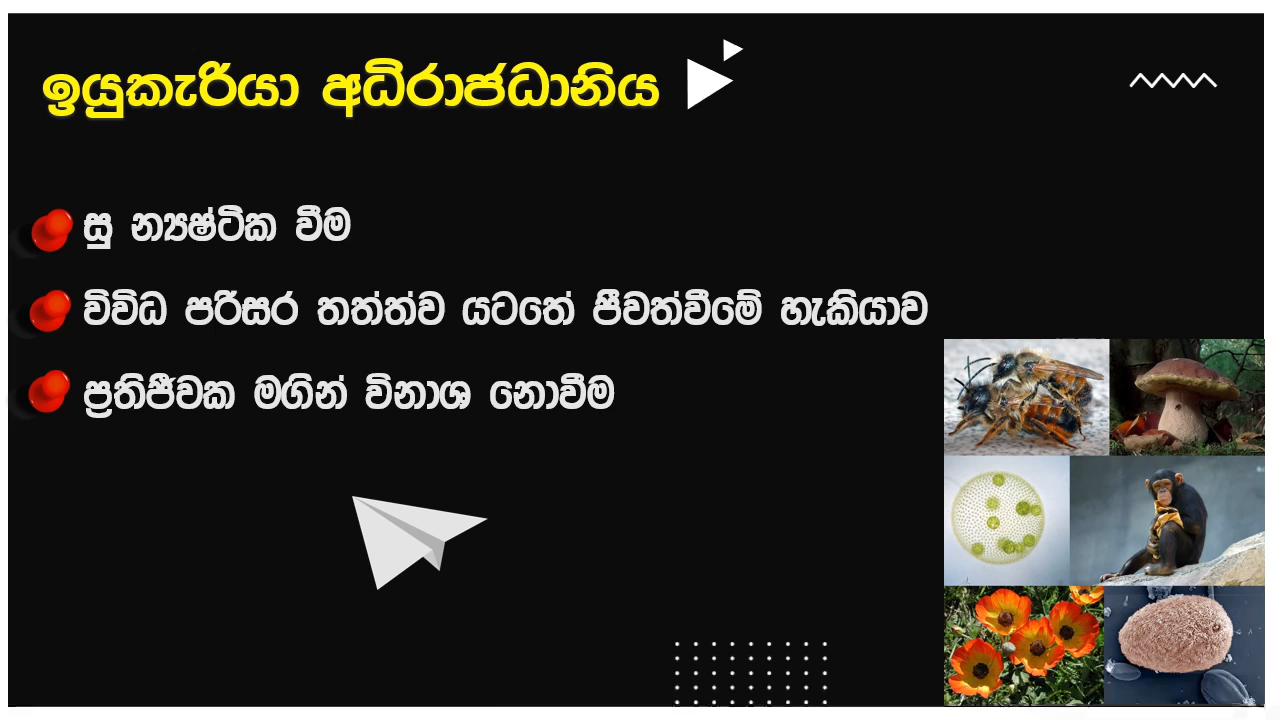 ඉයුකැරියා අධිරාජධානිය
සු න්‍යෂ්ටික වීම
විවිධ පරිසර තත්ත්ව යටතේ ජීවත්වීමේ හැකියාව
ප්‍රතිජීවක මගින් විනාශ නොවීම